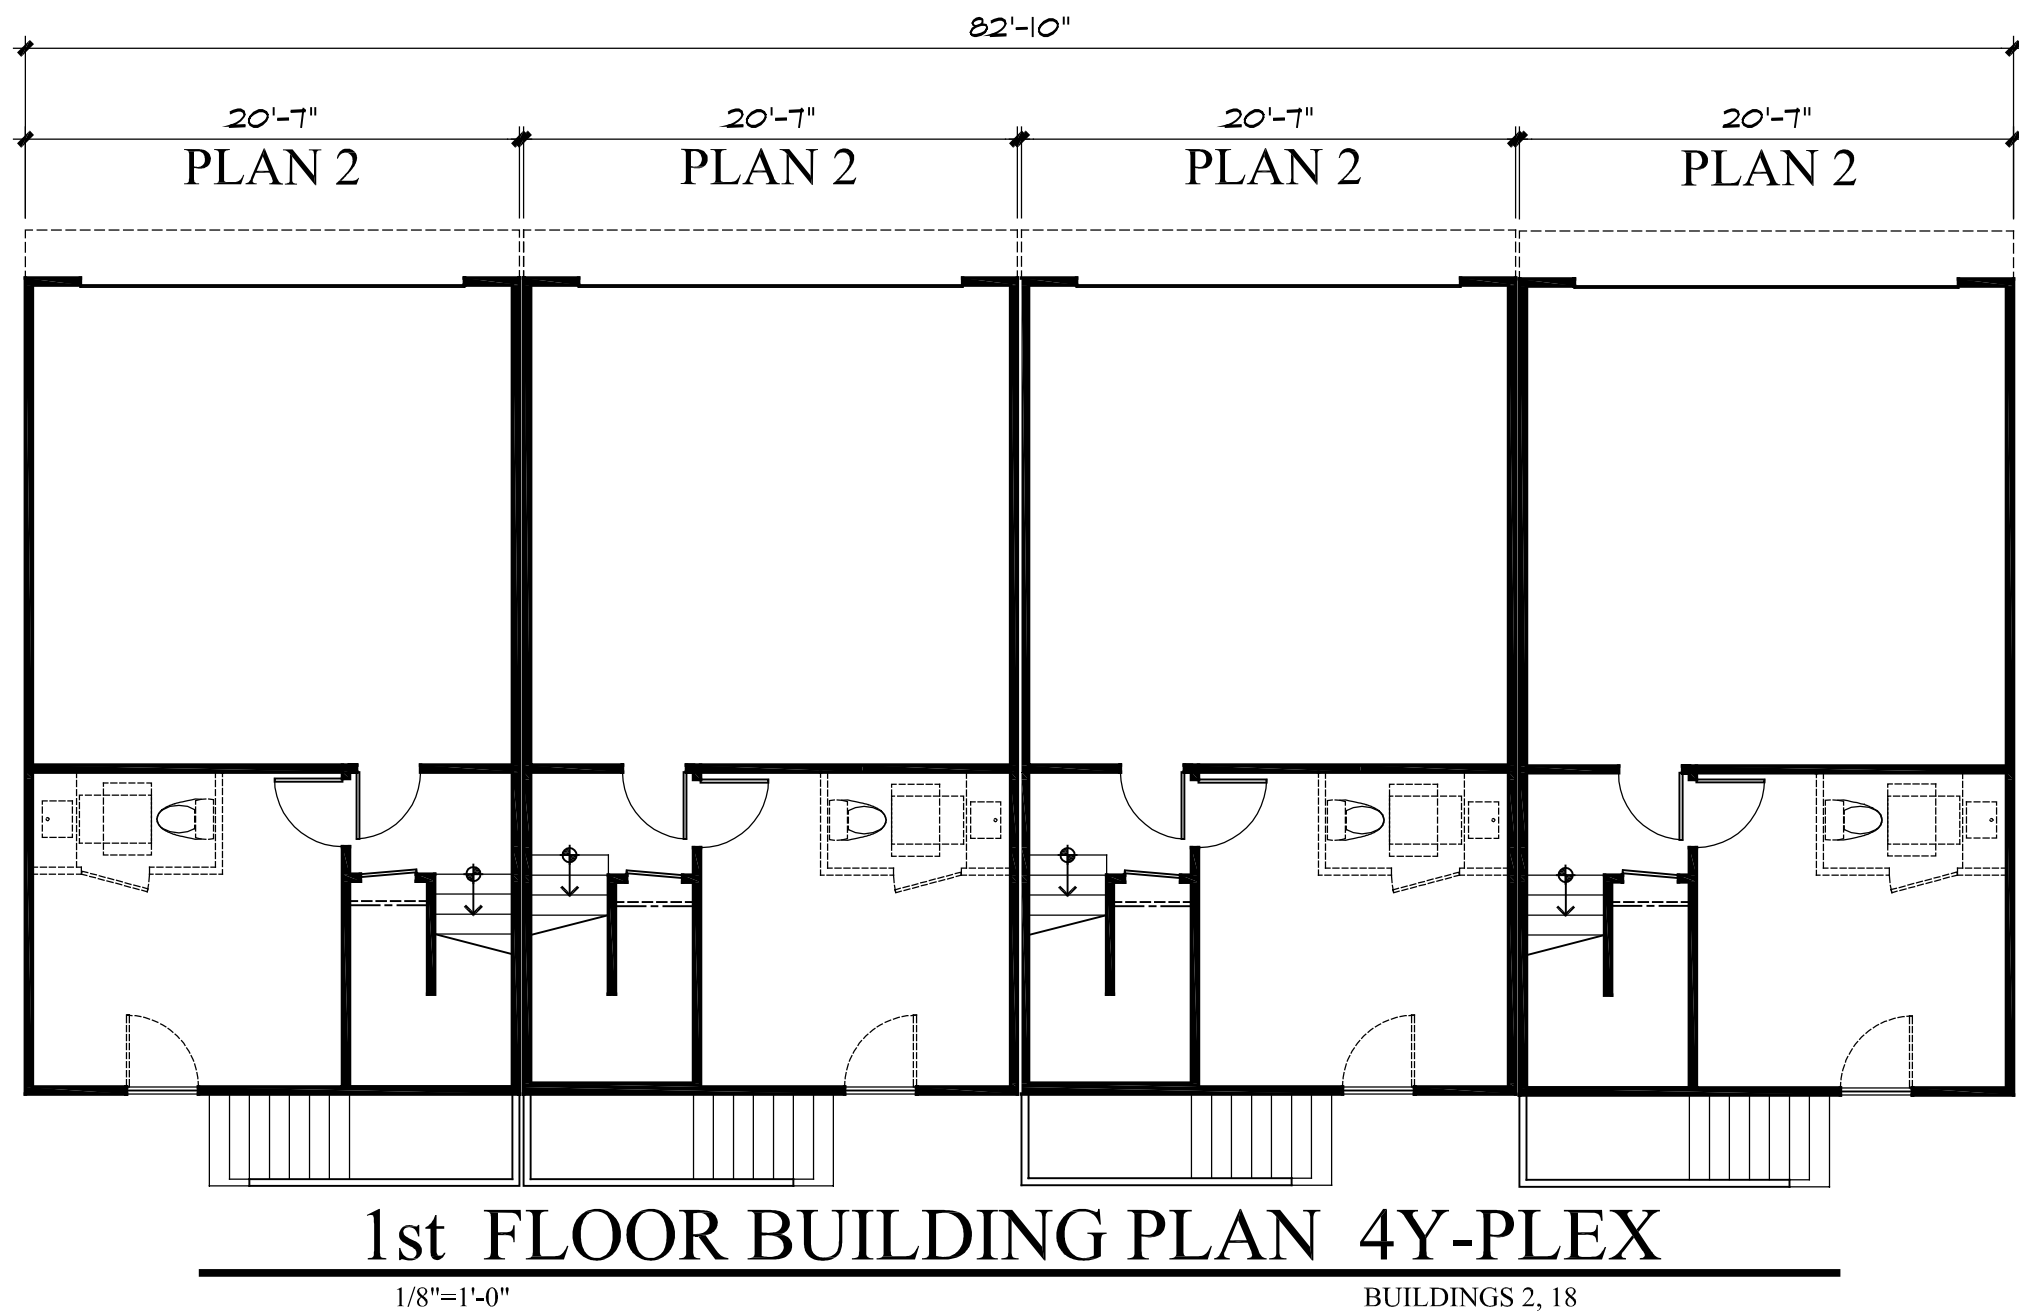 82'-10"
20'-7" 20'-7" 20'-7" 20'-7"
PLAN 2 PLAN 2 PLAN 2 PLAN 2
1st FLOOR BUILDING PLAN 4Y-PLEX
1/8"=1'-0" BUILDINGS 2, 18